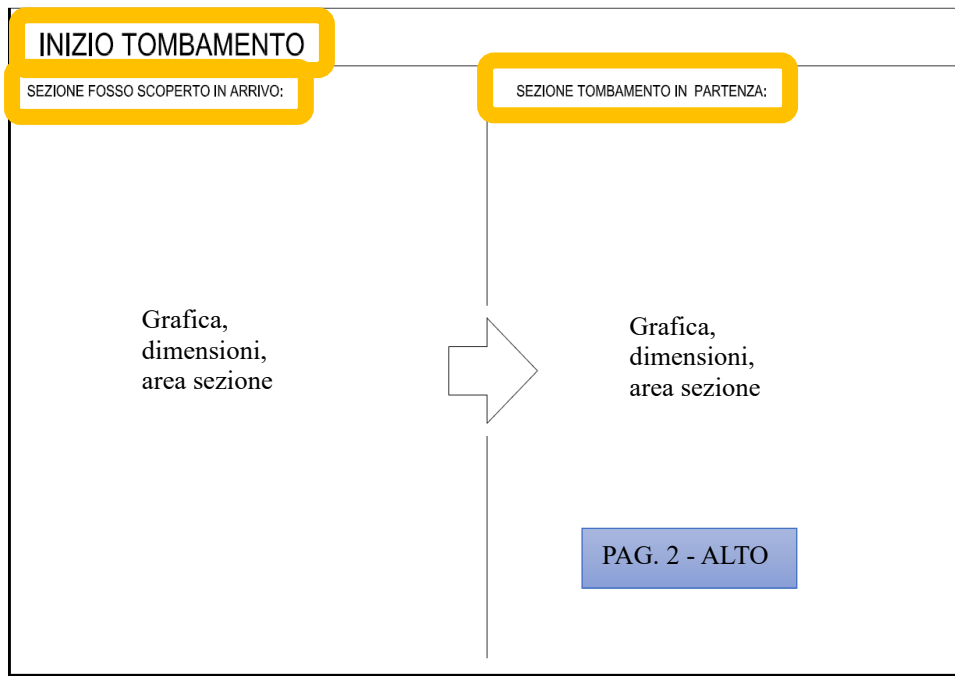 INIZIO TOMBAMENTO
SEZIONE FOSSO SCOPERTO IN ARRIVO:
SEZIONE TOMBAMENTO IN PARTENZA:
Grafica,
dimensioni,
area sezione
Grafica,
dimensioni,
area sezione
PAG. 2 - ALTO